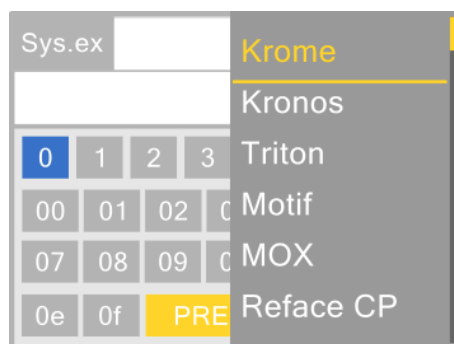 Sys.ex
Krome
Kronos
0 1 2 3
Triton
00 01 02
Motif
07 08 09
MOX
0e 0f PRE
Reface CP